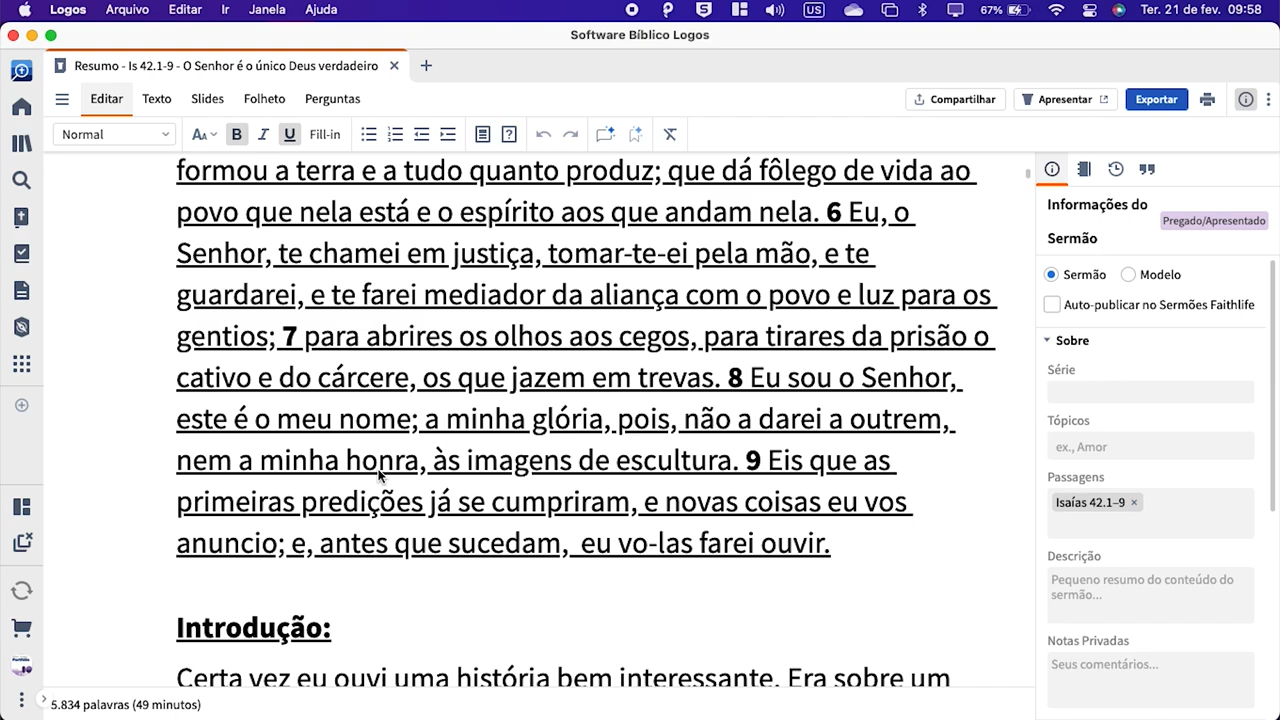 Logos Arquivo Editar Ir Janela Ajuda US 67% Ter. 21 de fev. 09:58
Software Bíblico Logos
Resumo - Is 42.1-9 - O Senhor é o único Deus verdadeiro
Editar Texto Slides Folheto Perguntas Compartilhar Apresentar Exportar
Normal AA B I U Fill-in
formou a terra e a tudo quanto produz; que dá fôlego de vida ao
povo que nela está e o espírito aos que andam nela. 6 Eu, o
Senhor, te chamei em justiça, tomar-te-ei pela mão, e te
guardarei, e te farei mediador da aliança com o povo e luz para os
gentios; 7 para abrires os olhos aos cegos, para tirares da prisão o
cativo e do cárcere, os que jazem em trevas. 8 Eu sou o Senhor,
este é o meu nome; a minha glória, pois, não a darei a outrem,
nem a minha honra, às imagens de escultura. 9 Eis que as
primeiras predições já se cumpriram, e novas coisas eu vos
anuncio; e, antes que sucedam, eu vo-las farei ouvir.
Introdução:
Certa vez eu ouvi uma história bem interessante. Era sobre um
5.834 palavras (49 minutos)
Informações do
Sermão
Pregado/Apresentado
Sermão Modelo
Auto-publicar no Sermões Faithlife
Sobre
Série
Tópicos
ex., Amor
Passagens
Isaías 42.1–9 ×
Descrição
Pequeno resumo do conteúdo do
sermão...
Notas Privadas
Seus comentários...